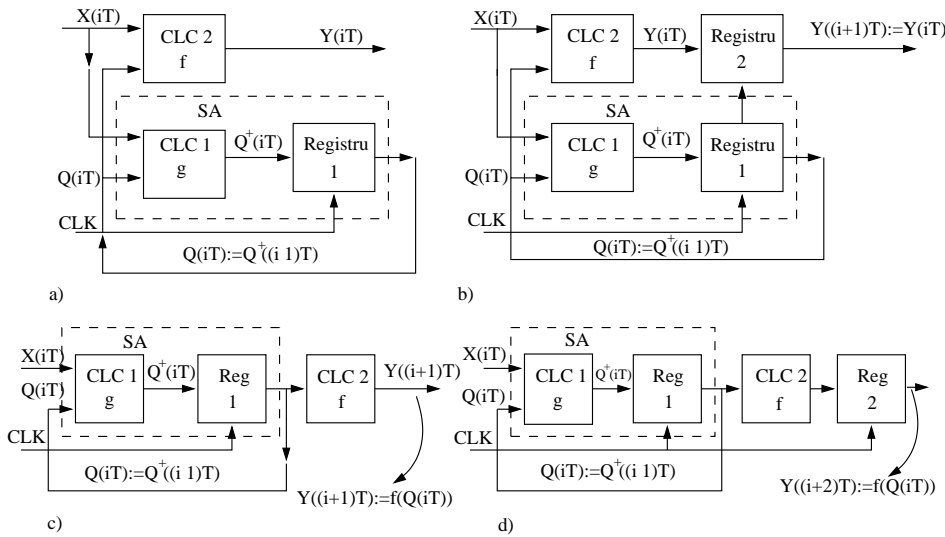 X(iT)
CLC 2
f
Y(iT)
SA
CLC 1
g
Q+(iT)
Registru
1
Q(iT)
CLK
Q(iT):=Q+((i 1)T)
a)
X(iT)
CLC 2
f
Y(iT)
Registru
2
Y((i+1)T):=Y(iT)
SA
CLC 1
g
Q+(iT)
Registru
1
Q(iT)
CLK
Q(iT):=Q+((i 1)T)
b)
X(iT)
SA
CLC 1
g
Q+(iT)
Reg
1
CLC 2
f
Y((i+1)T)
Q(iT)
CLK
Q(iT):=Q+((i 1)T)
Y((i+1)T):=f(Q(iT))
c)
X(iT)
SA
CLC 1
g
Q+(iT)
Reg
1
CLC 2
f
Reg
2
Q(iT)
CLK
Q(iT):=Q+((i 1)T)
Y((i+2)T):=f(Q(iT))
d)